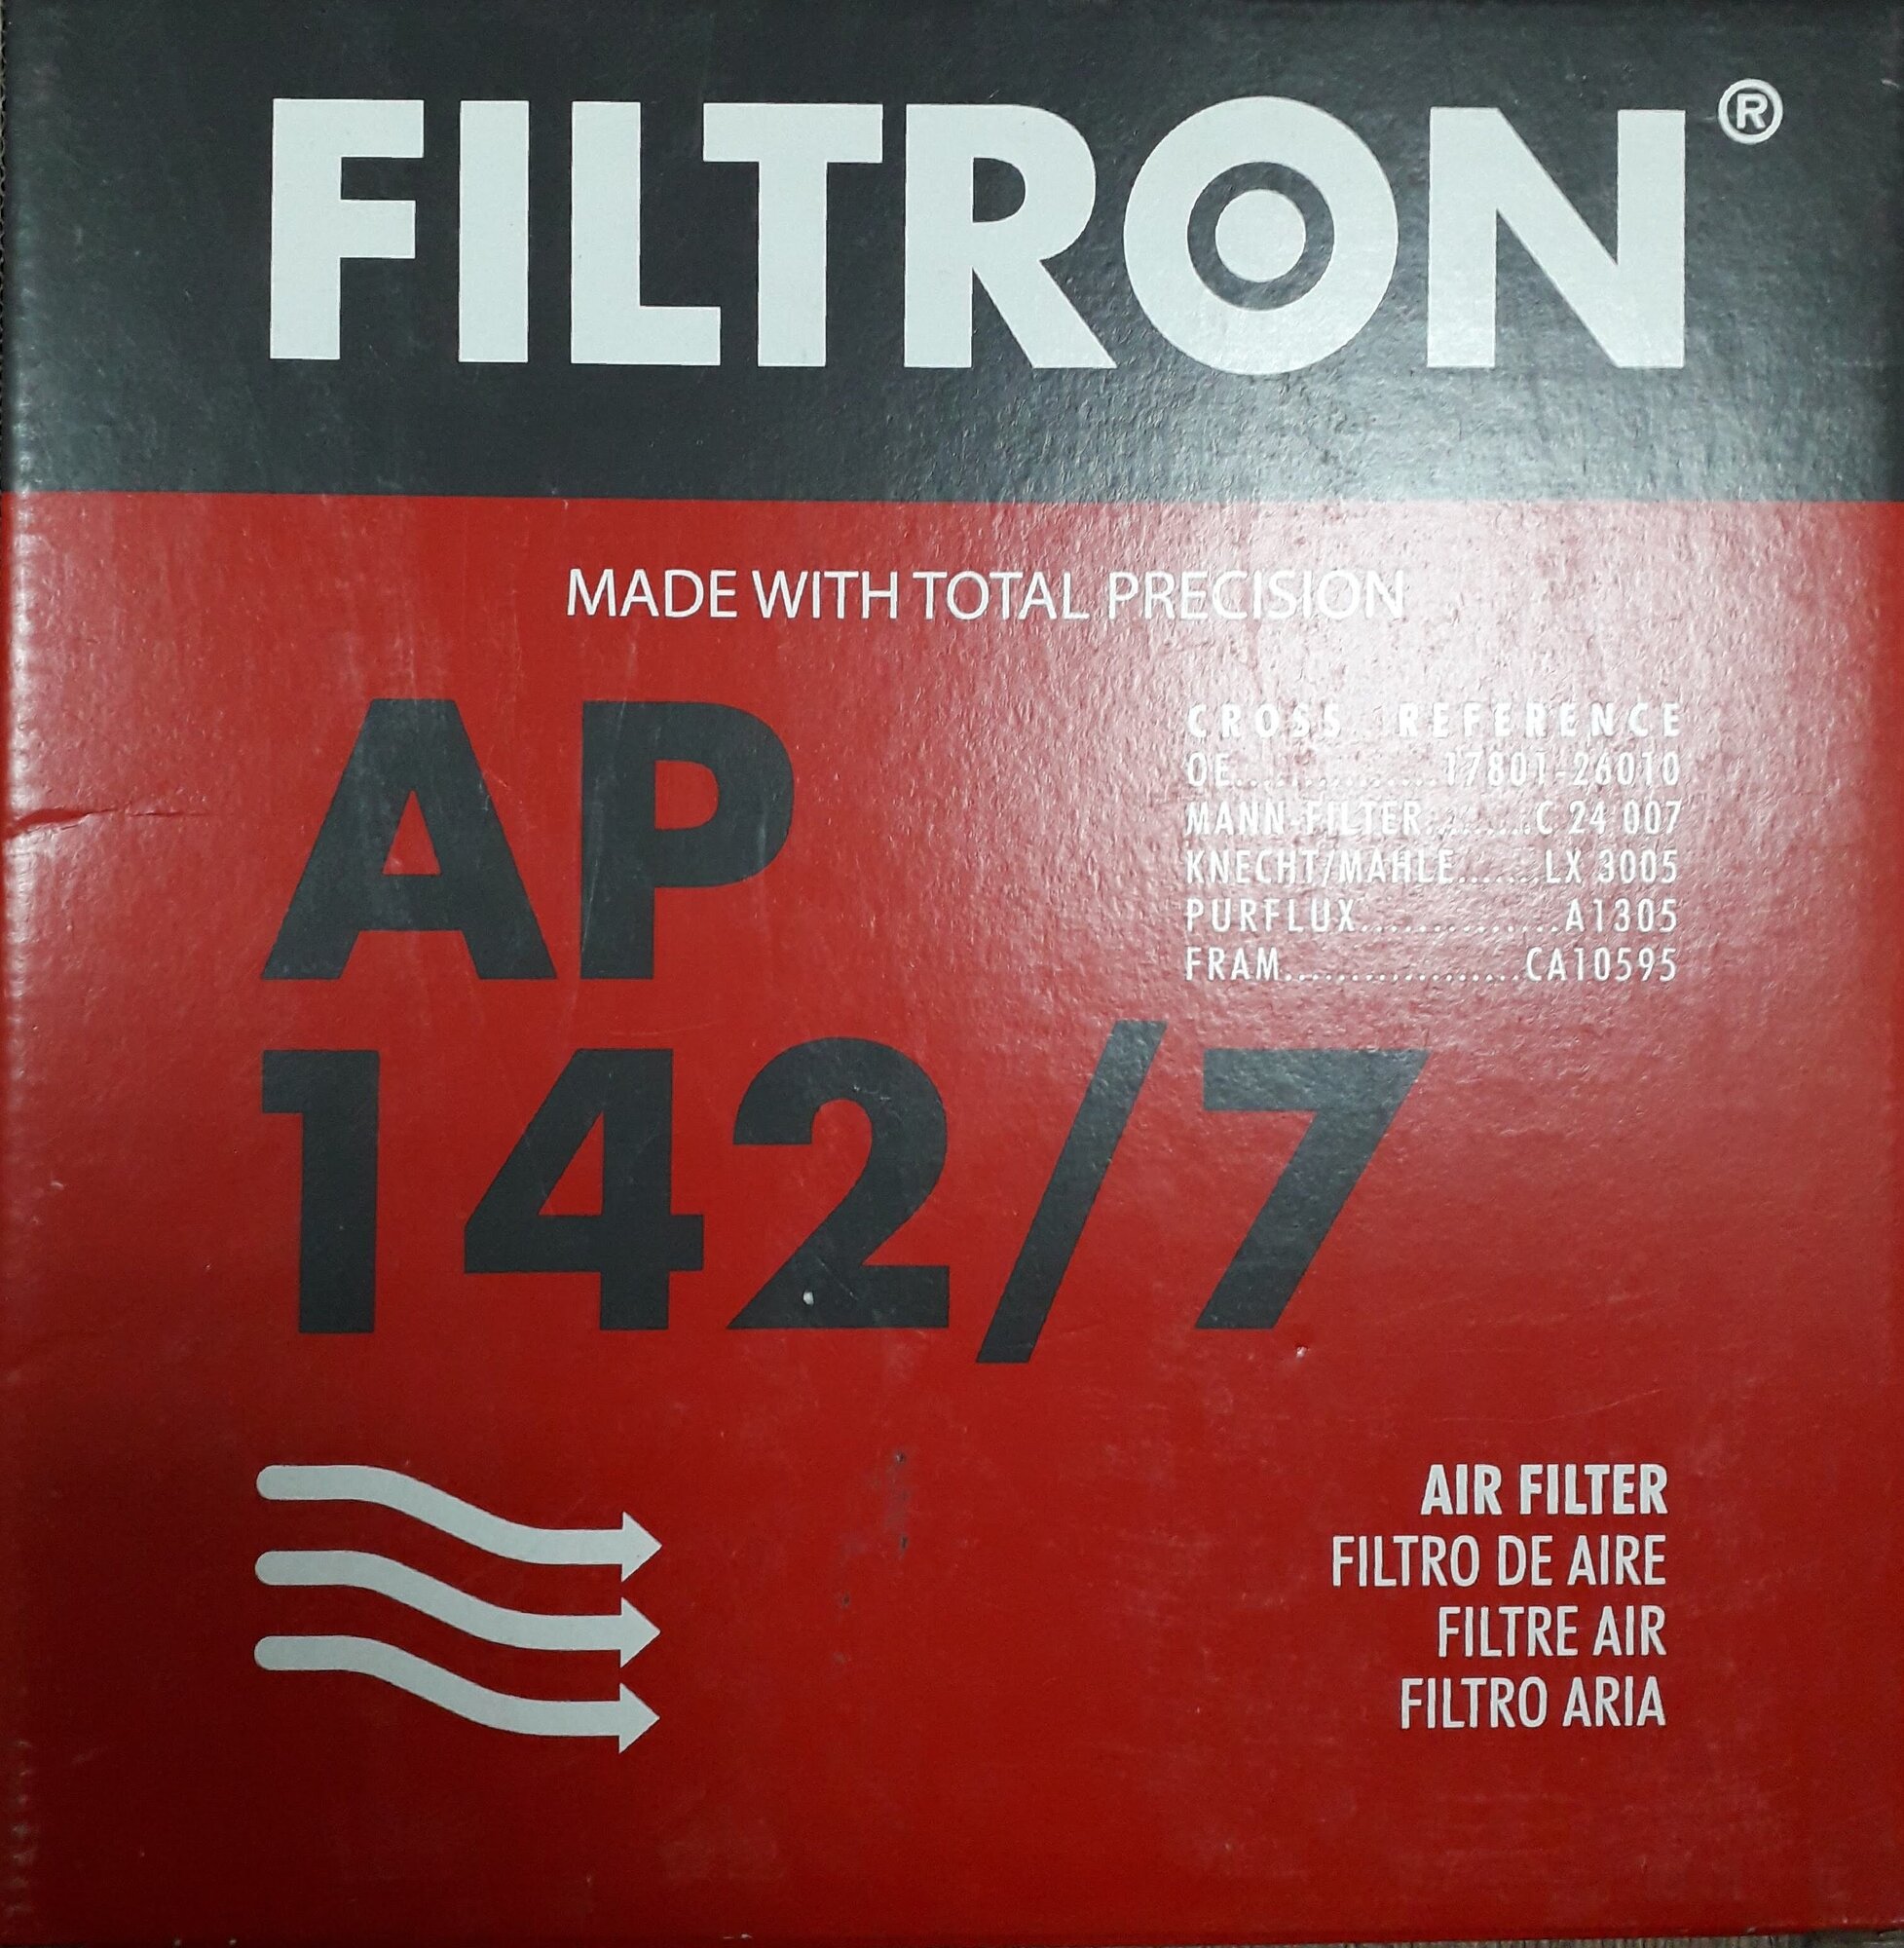 FILTRON®
MADE WITH TOTAL PRECISION
AP
142/7
CROSS REFERENCE
OE................17801-26010
MANN-FILTER........C 24 007
KNECHT/MAHLE.......LX 3005
PURFLUX...............A1305
FRAM..................CA10595
AIR FILTER
FILTRO DE AIRE
FILTRE AIR
FILTRO ARIA